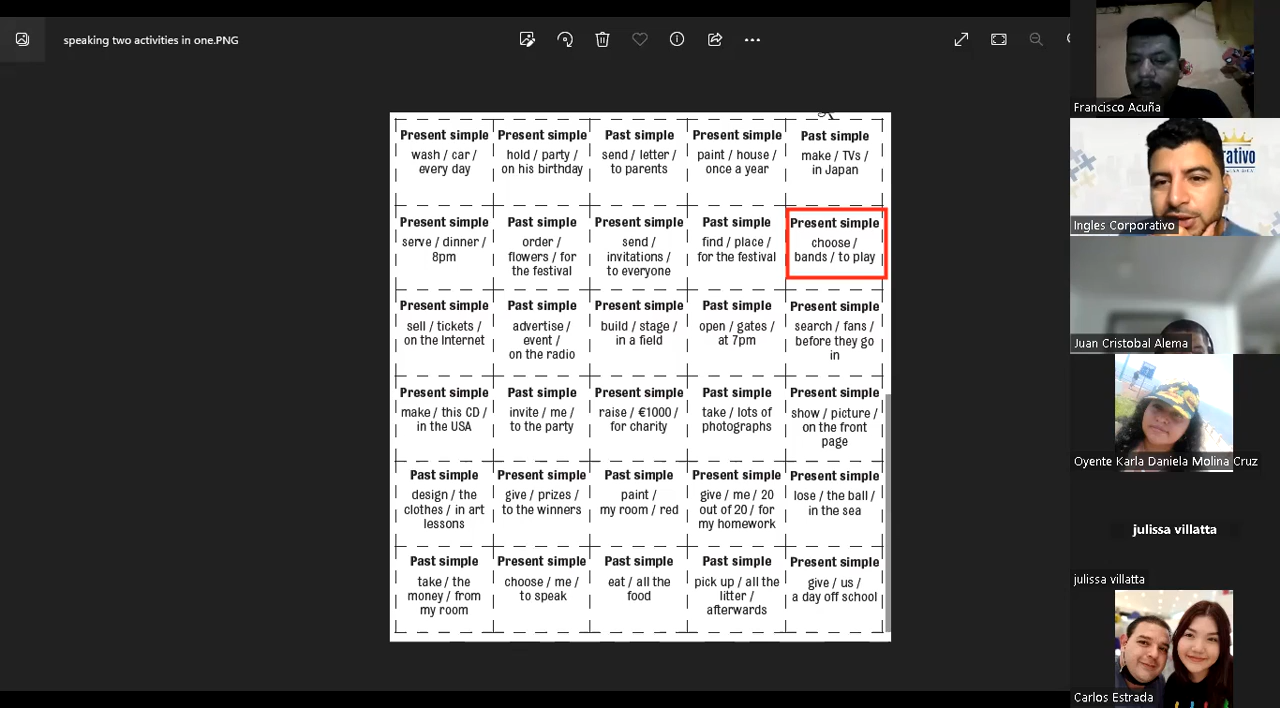 speaking two activities in one.PNG
Present simple
wash / car /
every day
Present simple
hold / party /
on his birthday
Past simple
send / letter /
to parents
Present simple
paint / house /
once a year
Past simple
make / TVs /
in Japan
Present simple
serve / dinner /
8pm
Past simple
order /
flowers / for
the festival
Present simple
send /
invitations /
to everyone
Past simple
find / place /
for the festival
Present simple
choose /
bands / to play
Present simple
sell / tickets /
on the Internet
Past simple
advertise /
event /
on the radio
Present simple
build / stage /
in a field
Past simple
open / gates /
at 7pm
Present simple
search / fans /
before they go
in
Present simple
make / this CD /
in the USA
Past simple
invite / me /
to the party
Present simple
raise / €1000 /
for charity
Past simple
take / lots of
photographs
Present simple
show / picture /
on the front
page
Past simple
design / the
clothes / in art
lessons
Present simple
give / prizes /
to the winners
Past simple
paint /
my room / red
Present simple
give / me / 20
out of 20 / for
my homework
Present simple
lose / the ball /
in the sea
Past simple
take / the
money / from
my room
Present simple
choose / me /
to speak
Past simple
eat / all the
food
Past simple
pick up / all the
litter /
afterwards
Present simple
give / us /
a day off school
Francisco Acuña
Ingles Corporativo
Juan Cristobal Alema
Oyente Karla Daniela Molina Cruz
julissa villatta
julissa villatta
Carlos Estrada